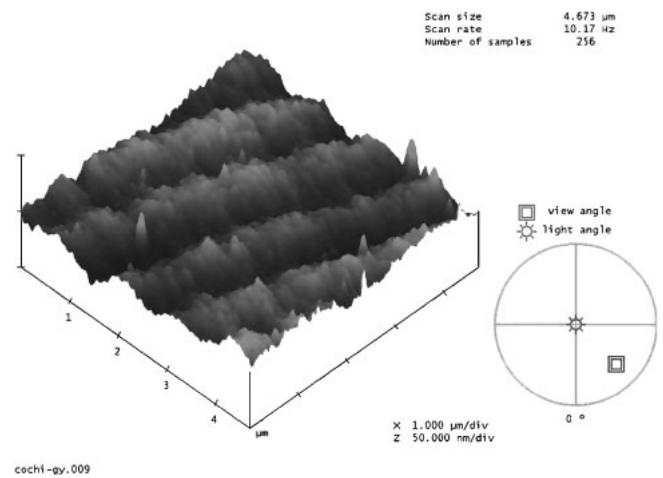 Scan size 4.673 µm
Scan rate 10.17 Hz
Number of samples 256
view angle
light angle
1
2
3
4
µm
0 °
X 1.000 µm/div
Z 50.000 nm/div
cochi-gy.009